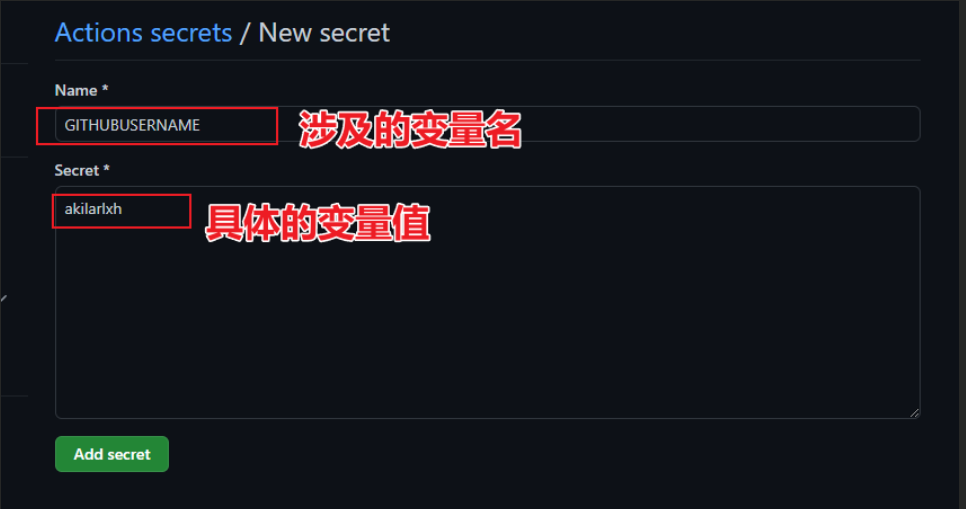 Actions secrets / New secret
Name *
GITHUBUSERNAME 涉及的变量名
Secret *
akilarlxh 具体的变量值
Add secret